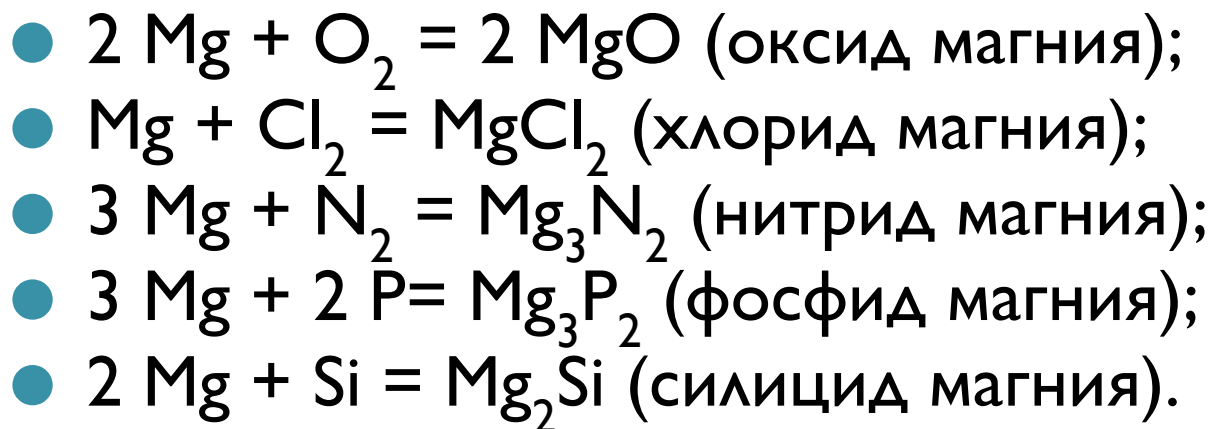 ● 2 Mg + O₂ = 2 MgO (оксид магния);
● Mg + Cl₂ = MgCl₂ (хлорид магния);
● 3 Mg + N₂ = Mg₃N₂ (нитрид магния);
● 3 Mg + 2 P= Mg₃P₂ (фосфид магния);
● 2 Mg + Si = Mg₂Si (силицид магния).